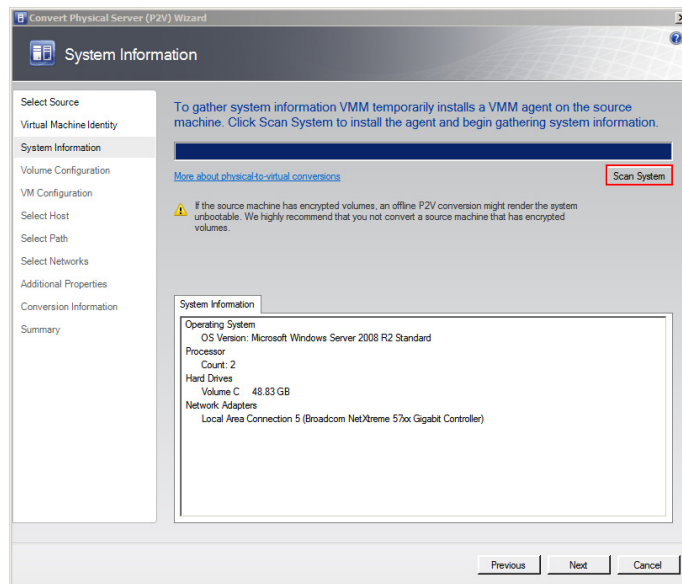 Convert Physical Server (P2V) Wizard
System Information
Select Source
Virtual Machine Identity
System Information
Volume Configuration
VM Configuration
Select Host
Select Path
Select Networks
Additional Properties
Conversion Information
Summary
To gather system information VMM temporarily installs a VMM agent on the source
machine. Click Scan System to install the agent and begin gathering system information.
More about physical-to-virtual conversions
Scan System
If the source machine has encrypted volumes, an offline P2V conversion might render the system
unbootable. We highly recommend that you not convert a source machine that has encrypted
volumes.
System Information
Operating System
OS Version: Microsoft Windows Server 2008 R2 Standard
Processor
Count: 2
Hard Drives
Volume C 48.83 GB
Network Adapters
Local Area Connection 5 (Broadcom NetXtreme 57xx Gigabit Controller)
Previous
Next
Cancel